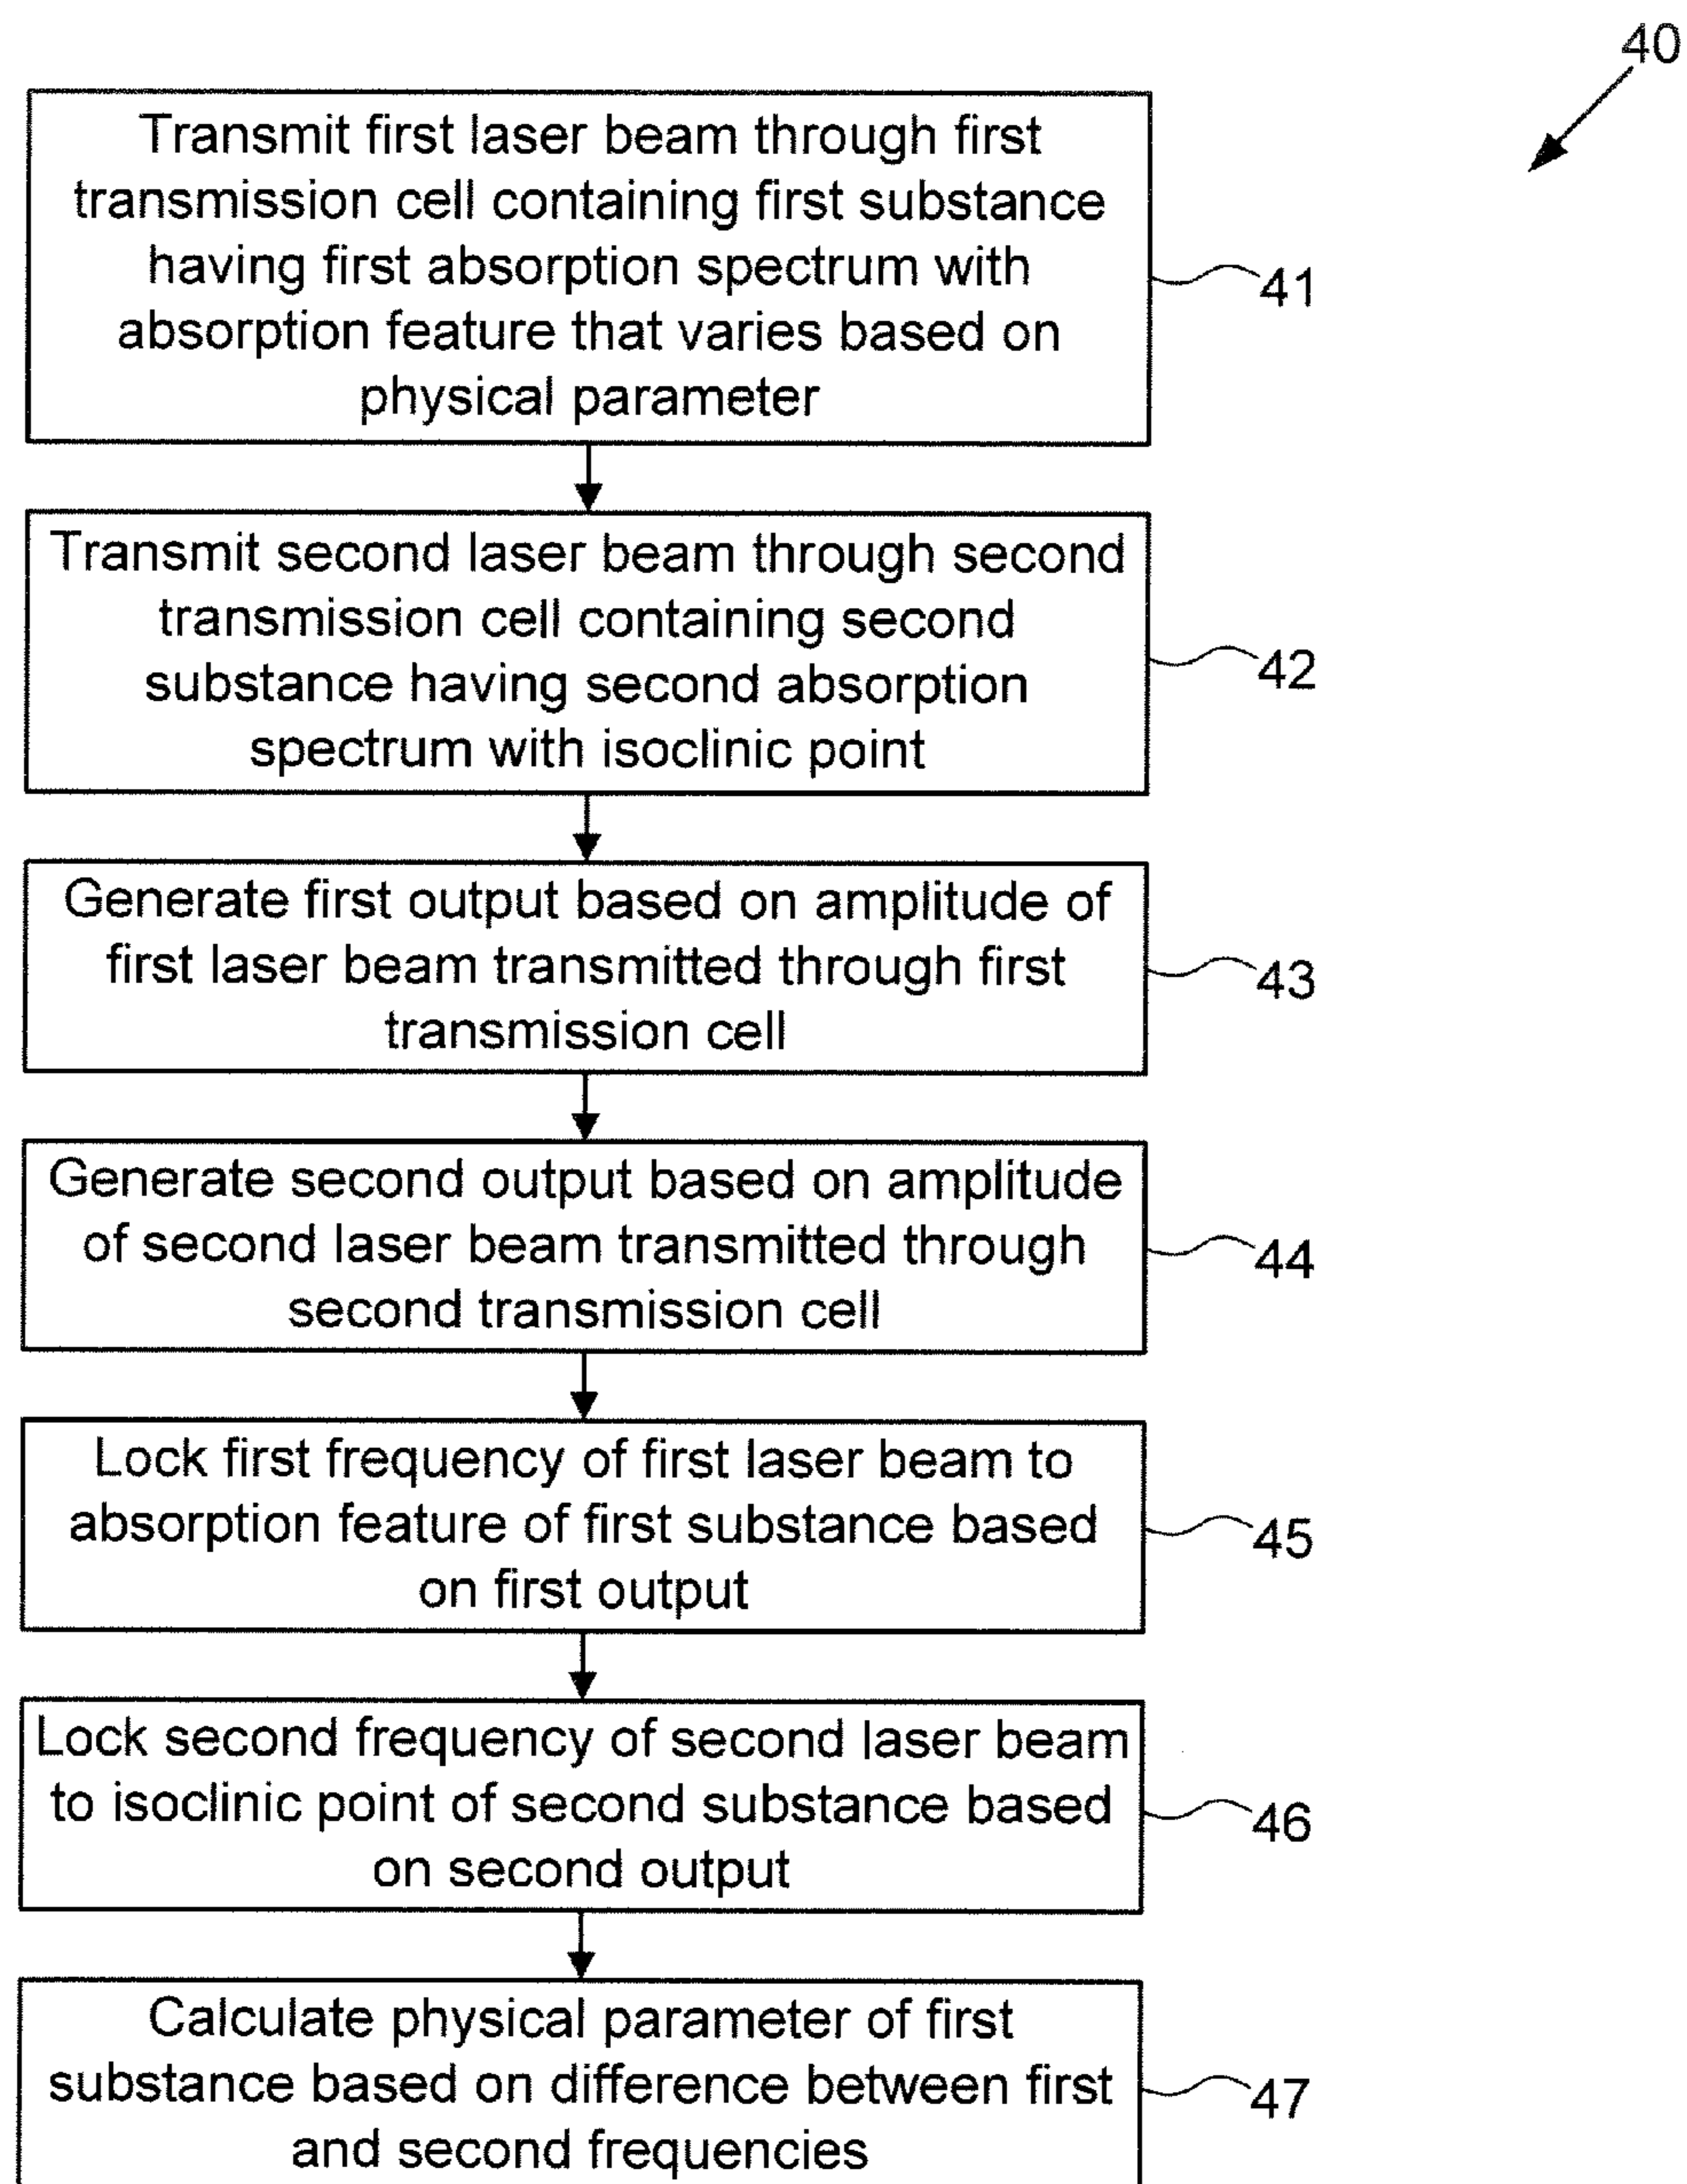 40
Transmit first laser beam through first
transmission cell containing first substance
having first absorption spectrum with
absorption feature that varies based on
physical parameter
41
Transmit second laser beam through second
transmission cell containing second
substance having second absorption
spectrum with isoclinic point
42
Generate first output based on amplitude of
first laser beam transmitted through first
transmission cell
43
Generate second output based on amplitude
of second laser beam transmitted through
second transmission cell
44
Lock first frequency of first laser beam to
absorption feature of first substance based
on first output
45
Lock second frequency of second laser beam
to isoclinic point of second substance based
on second output
46
Calculate physical parameter of first
substance based on difference between first
and second frequencies
47